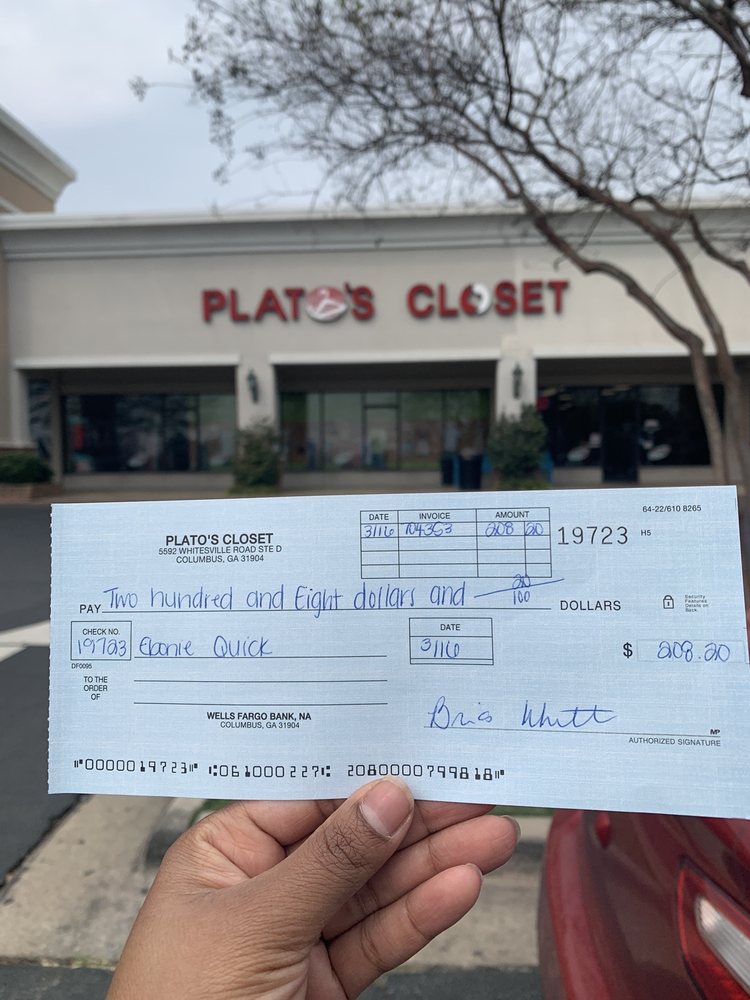 PLATO'S CLOSET
64-22/610 8265
DATE INVOICE AMOUNT
3/16 704353 208 20
19723 H5
PLATO'S CLOSET
5592 WHITESVILLE ROAD STE D
COLUMBUS, GA 31904
PAY Two hundred and Eight dollars and 20/100 DOLLARS
Security
Features
Details on
Back.
CHECK NO.
19723
Ebonie Quick
DATE
3/16
$ 208.20
DF0095
TO THE
ORDER
OF
WELLS FARGO BANK, NA
COLUMBUS, GA 31904
MP
AUTHORIZED SIGNATURE
⑈0000019723⑈ ⑆061000227⑆ 2080000799818⑈